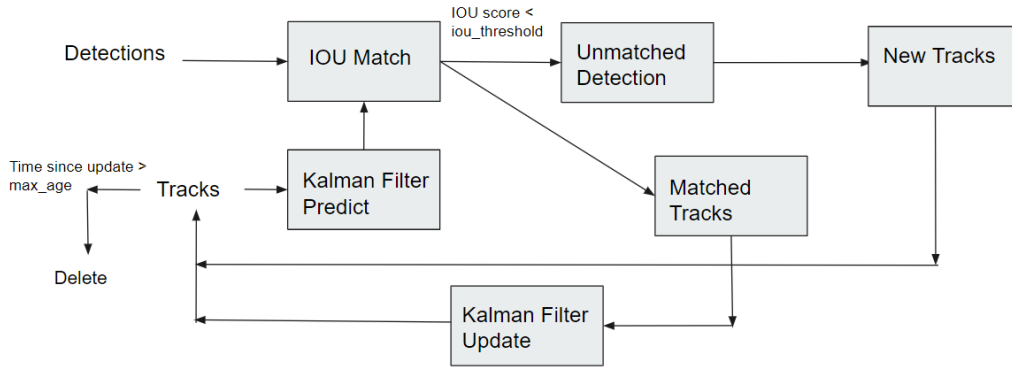 IOU score <
iou_threshold
Detections
IOU Match
Unmatched
Detection
New Tracks
Time since update >
max_age
Tracks
Kalman Filter
Predict
Matched
Tracks
Delete
Kalman Filter
Update